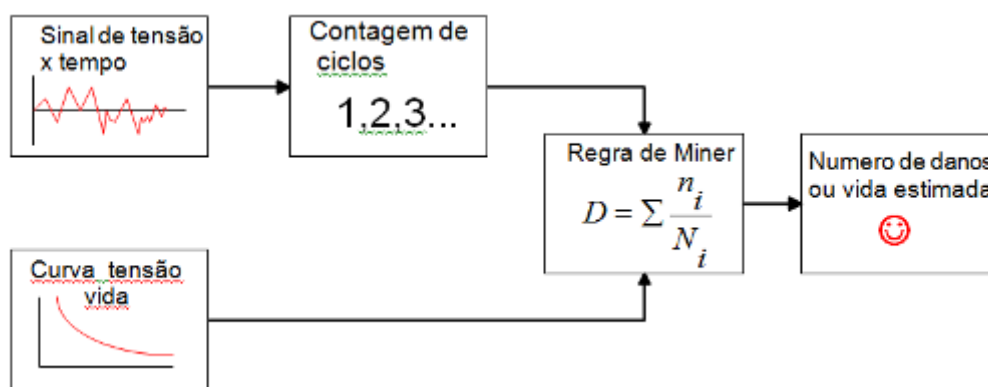 Sinal de tensão
x tempo
Contagem de
ciclos
1,2,3...
Regra de Miner
D = Σ n_i / N_i
Numero de danos
ou vida estimada
Curva tensão
vida